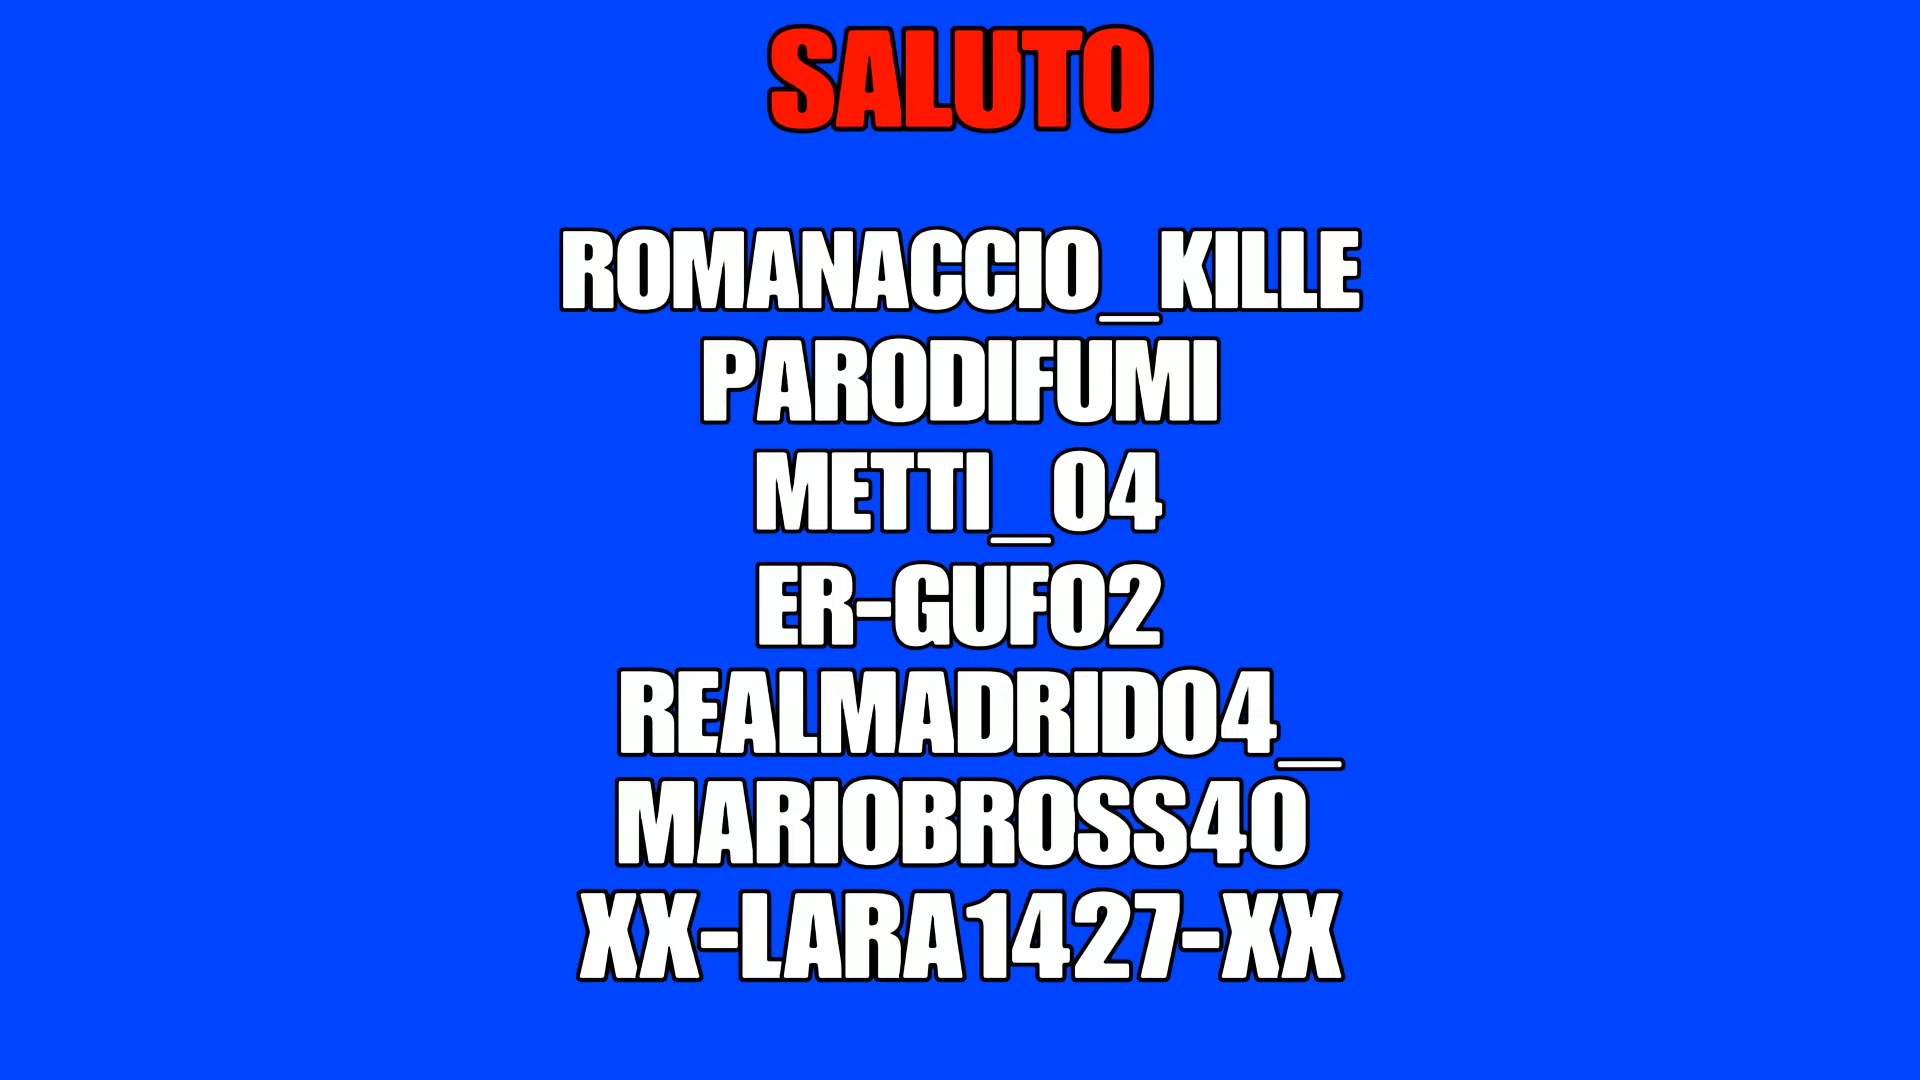 SALUTO
ROMANACCIO_KILLE
PARODIFUMI
METTI_04
ER-GUFO2
REALMADRID04_
MARIOBROSS40
XX-LARA1427-XX